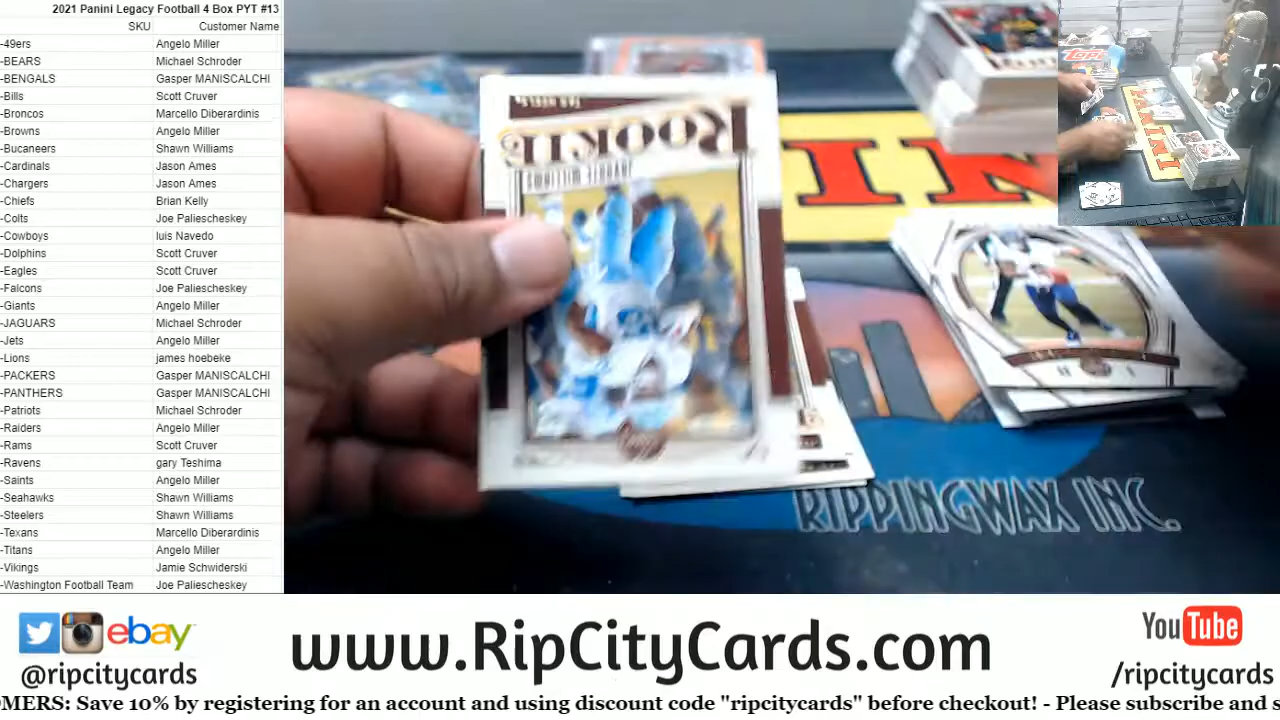 2021 Panini Legacy Football 4 Box PYT #13
SKU Customer Name
-49ers Angelo Miller
-BEARS Michael Schroder
-BENGALS Gasper MANISCALCHI
-Bills Scott Cruver
-Broncos Marcello Diberardinis
-Browns Angelo Miller
-Bucaneers Shawn Williams
-Cardinals Jason Ames
-Chargers Jason Ames
-Chiefs Brian Kelly
-Colts Joe Paliescheskey
-Cowboys luis Navedo
-Dolphins Scott Cruver
-Eagles Scott Cruver
-Falcons Joe Paliescheskey
-Giants Angelo Miller
-JAGUARS Michael Schroder
-Jets Angelo Miller
-Lions james hoebeke
-PACKERS Gasper MANISCALCHI
-PANTHERS Gasper MANISCALCHI
-Patriots Michael Schroder
-Raiders Angelo Miller
-Rams Scott Cruver
-Ravens gary Teshima
-Saints Angelo Miller
-Seahawks Shawn Williams
-Steelers Shawn Williams
-Texans Marcello Diberardinis
-Titans Angelo Miller
-Vikings Jamie Schwiderski
-Washington Football Team Joe Paliescheskey
TAR HEELS
ROOKIE
JAVONTE WILLIAMS
PANINI
RIPPINGWAX INC.
ebay
@ripcitycards
www.RipCityCards.com
YouTube
/ripcitycards
OMERS: Save 10% by registering for an account and using discount code "ripcitycards" before checkout! - Please subscribe and s